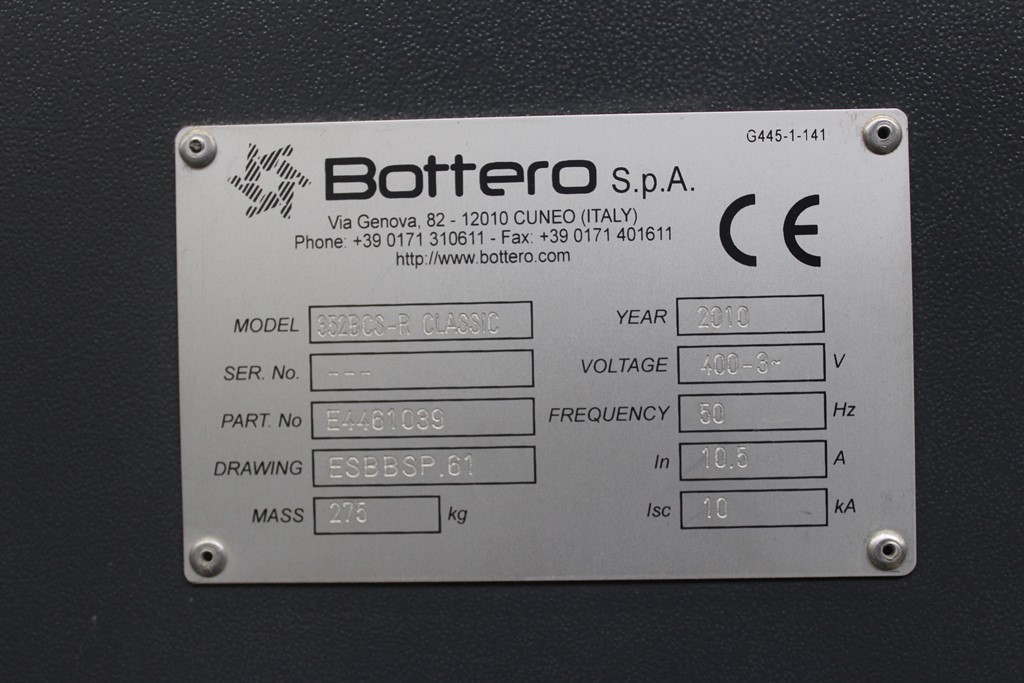 G445-1-141
Bottero S.p.A.
Via Genova, 82 - 12010 CUNEO (ITALY)
Phone: +39 0171 310611 - Fax: +39 0171 401611
http://www.bottero.com
CE
MODEL 352BCS-R CLASSIC
SER. No. ---
PART. No E4461039
DRAWING ESBBSP.61
MASS 275 kg
YEAR 2010
VOLTAGE 400-3~ V
FREQUENCY 50 Hz
In 10.5 A
Isc 10 kA